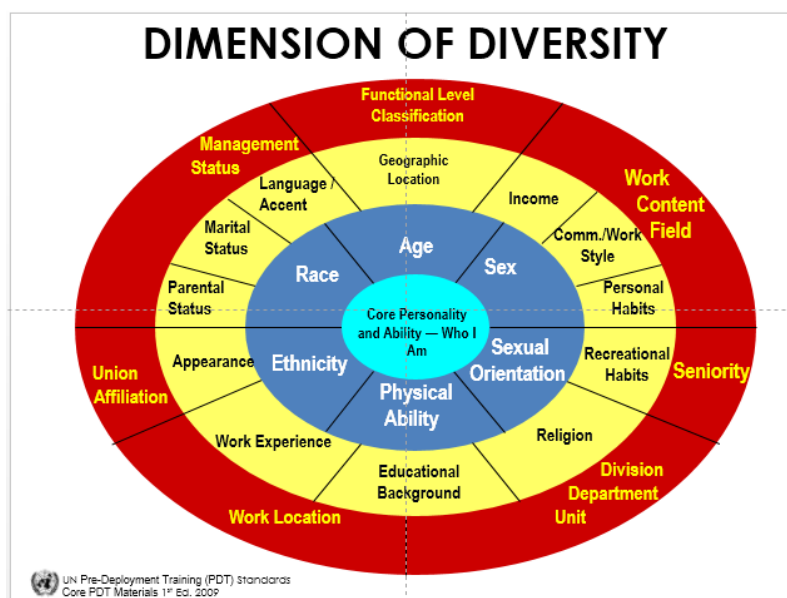 DIMENSION OF DIVERSITY
Functional Level
Classification
Management
Status
Geographic
Location
Language /
Accent
Income
Work
Content
Field
Marital
Status
Comm./Work
Style
Age
Race
Sex
Parental
Status
Personal
Habits
Core Personality
and Ability — Who I
Am
Appearance
Ethnicity
Sexual
Orientation
Recreational
Habits
Union
Affiliation
Seniority
Physical
Ability
Work Experience
Religion
Educational
Background
Division
Department
Unit
Work Location
UN Pre-Deployment Training (PDT) Standards
Core PDT Materials 1st Ed. 2009